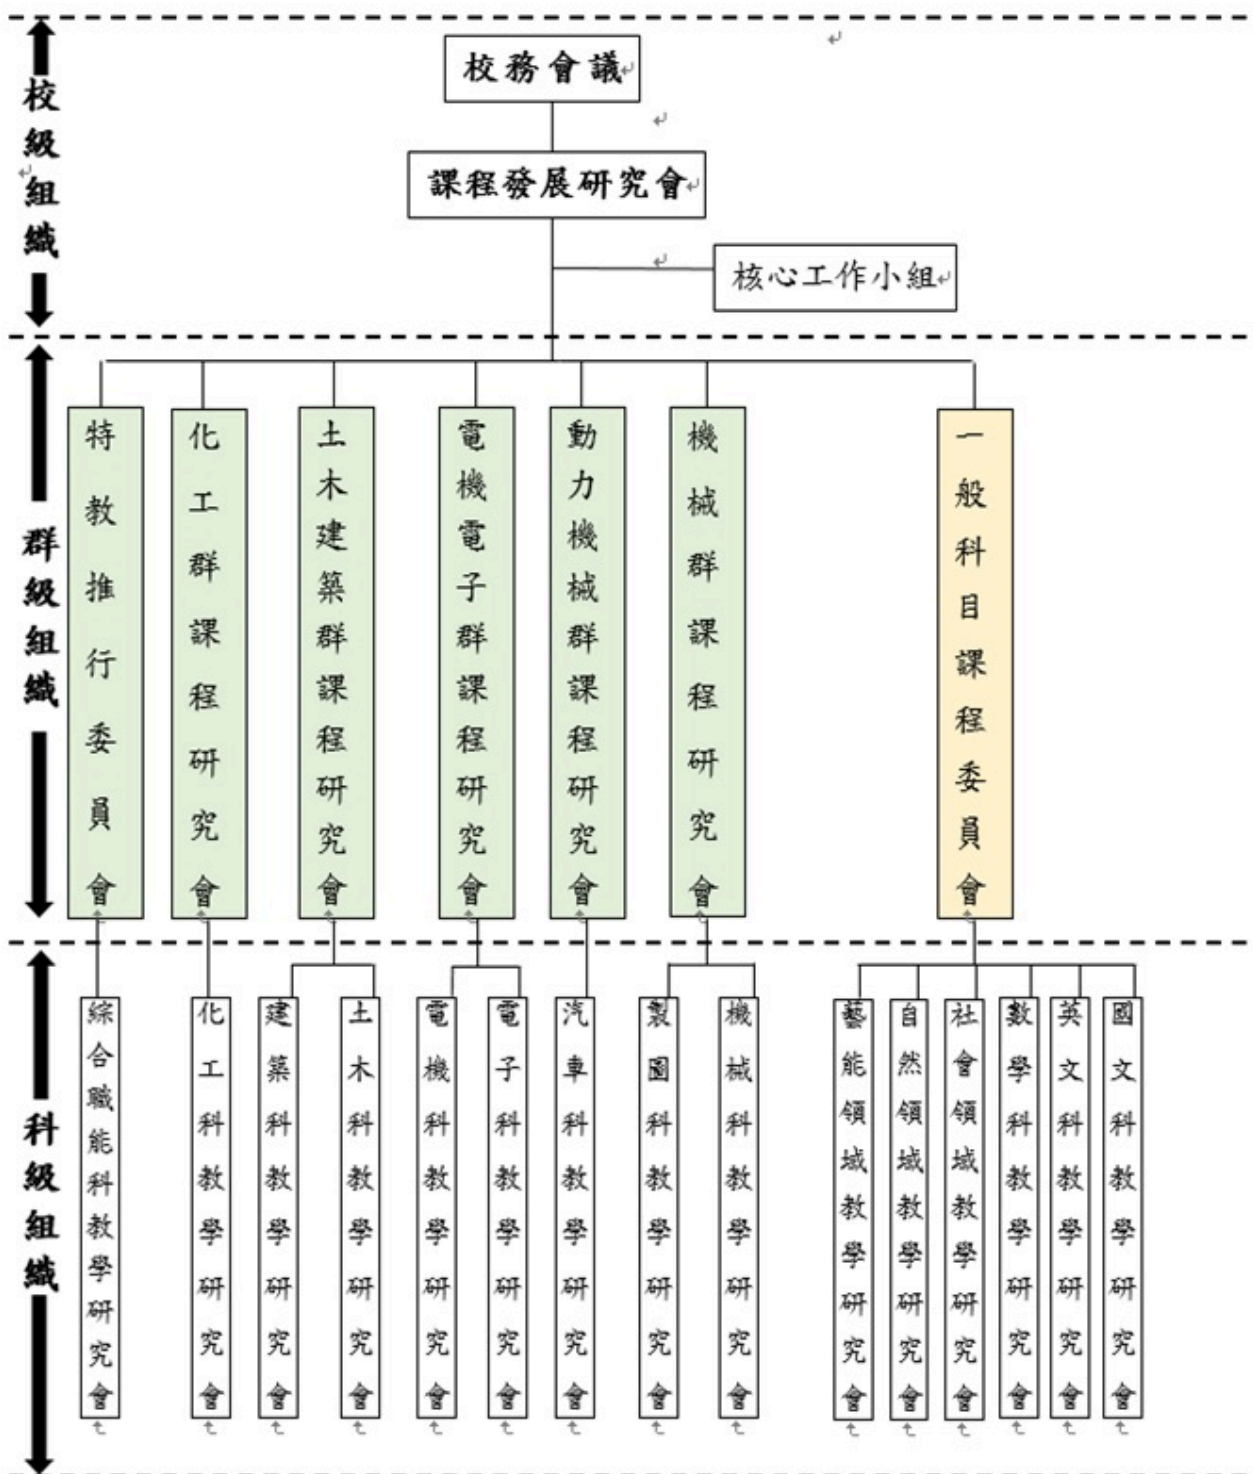 校級組織
校務會議
課程發展研究會
核心工作小組
群級組織
特教推行委員會
化工群課程研究會
土木建築群課程研究會
電機電子群課程研究會
動力機械群課程研究會
機械群課程研究會
一般科目課程委員會
科級組織
綜合職能科教學研究會
化工科教學研究會
建築科教學研究會
土木科教學研究會
電機科教學研究會
電子科教學研究會
汽車科教學研究會
製圖科教學研究會
機械科教學研究會
藝能領域教學研究會
自然領域教學研究會
社會領域教學研究會
數學科教學研究會
英文科教學研究會
國文科教學研究會